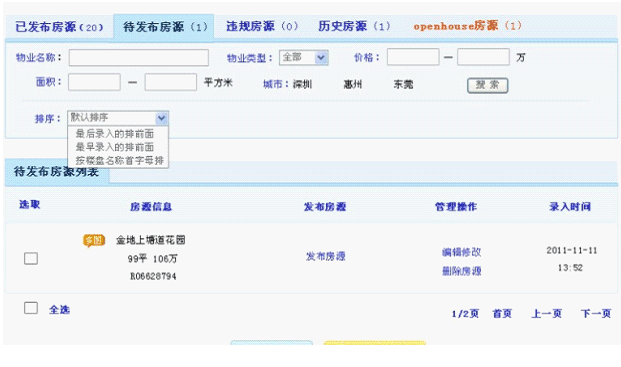 已发布房源(20) 待发布房源(1) 违规房源(0) 历史房源(1) openhouse房源(1)
物业名称: 物业类型: 全部 价格: — 万
面积: — 平方米 城市: 深圳 惠州 东莞 搜索
排序: 默认排序
最后录入的排前面
最早录入的排前面
按楼盘名称首字母排
待发布房源列表
选取 房源信息 发布房源 管理操作 录入时间
金地上塘道花园
99平 106万
R06628794
发布房源
编辑修改
删除房源
2011-11-11
13:52
全选 1/2页 首页 上一页 下一页